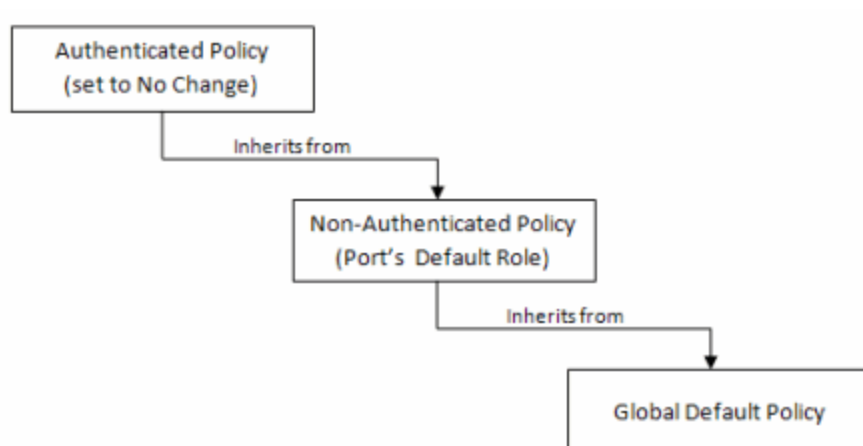 Authenticated Policy
(set to No Change)
Inherits from
Non-Authenticated Policy
(Port's Default Role)
Inherits from
Global Default Policy